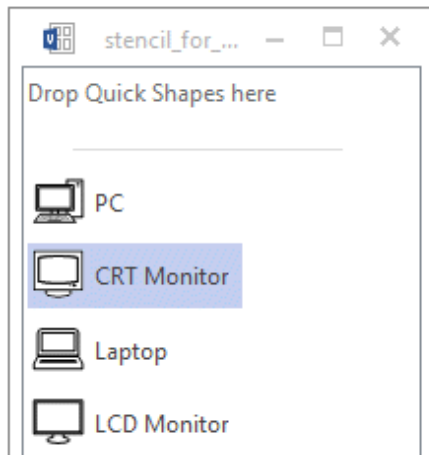 stencil_for_...
Drop Quick Shapes here
PC
CRT Monitor
Laptop
LCD Monitor